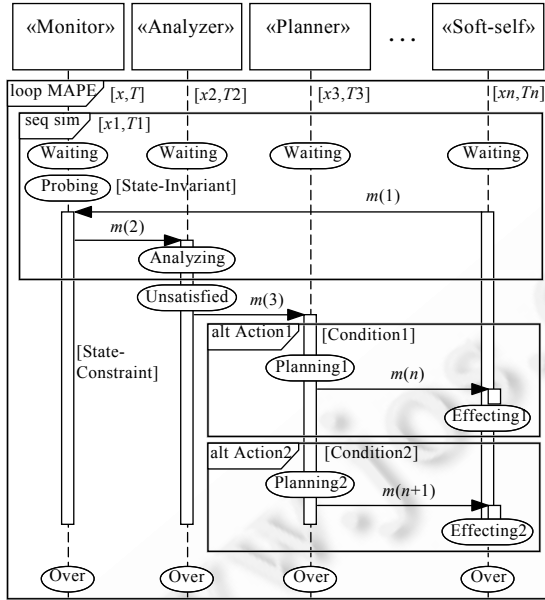 «Monitor» «Analyzer» «Planner» ... «Soft-self»
loop MAPE [x,T] [x2,T2] [x3,T3] [xn,Tn]
seq sim [x1,T1]
Waiting Waiting Waiting Waiting
Probing [State-Invariant]
m(1)
m(2)
Analyzing
Unsatisfied m(3)
alt Action1 [Condition1]
[State-
Constraint]
Planning1
m(n)
Effecting1
alt Action2 [Condition2]
Planning2
m(n+1)
Effecting2
Over Over Over Over